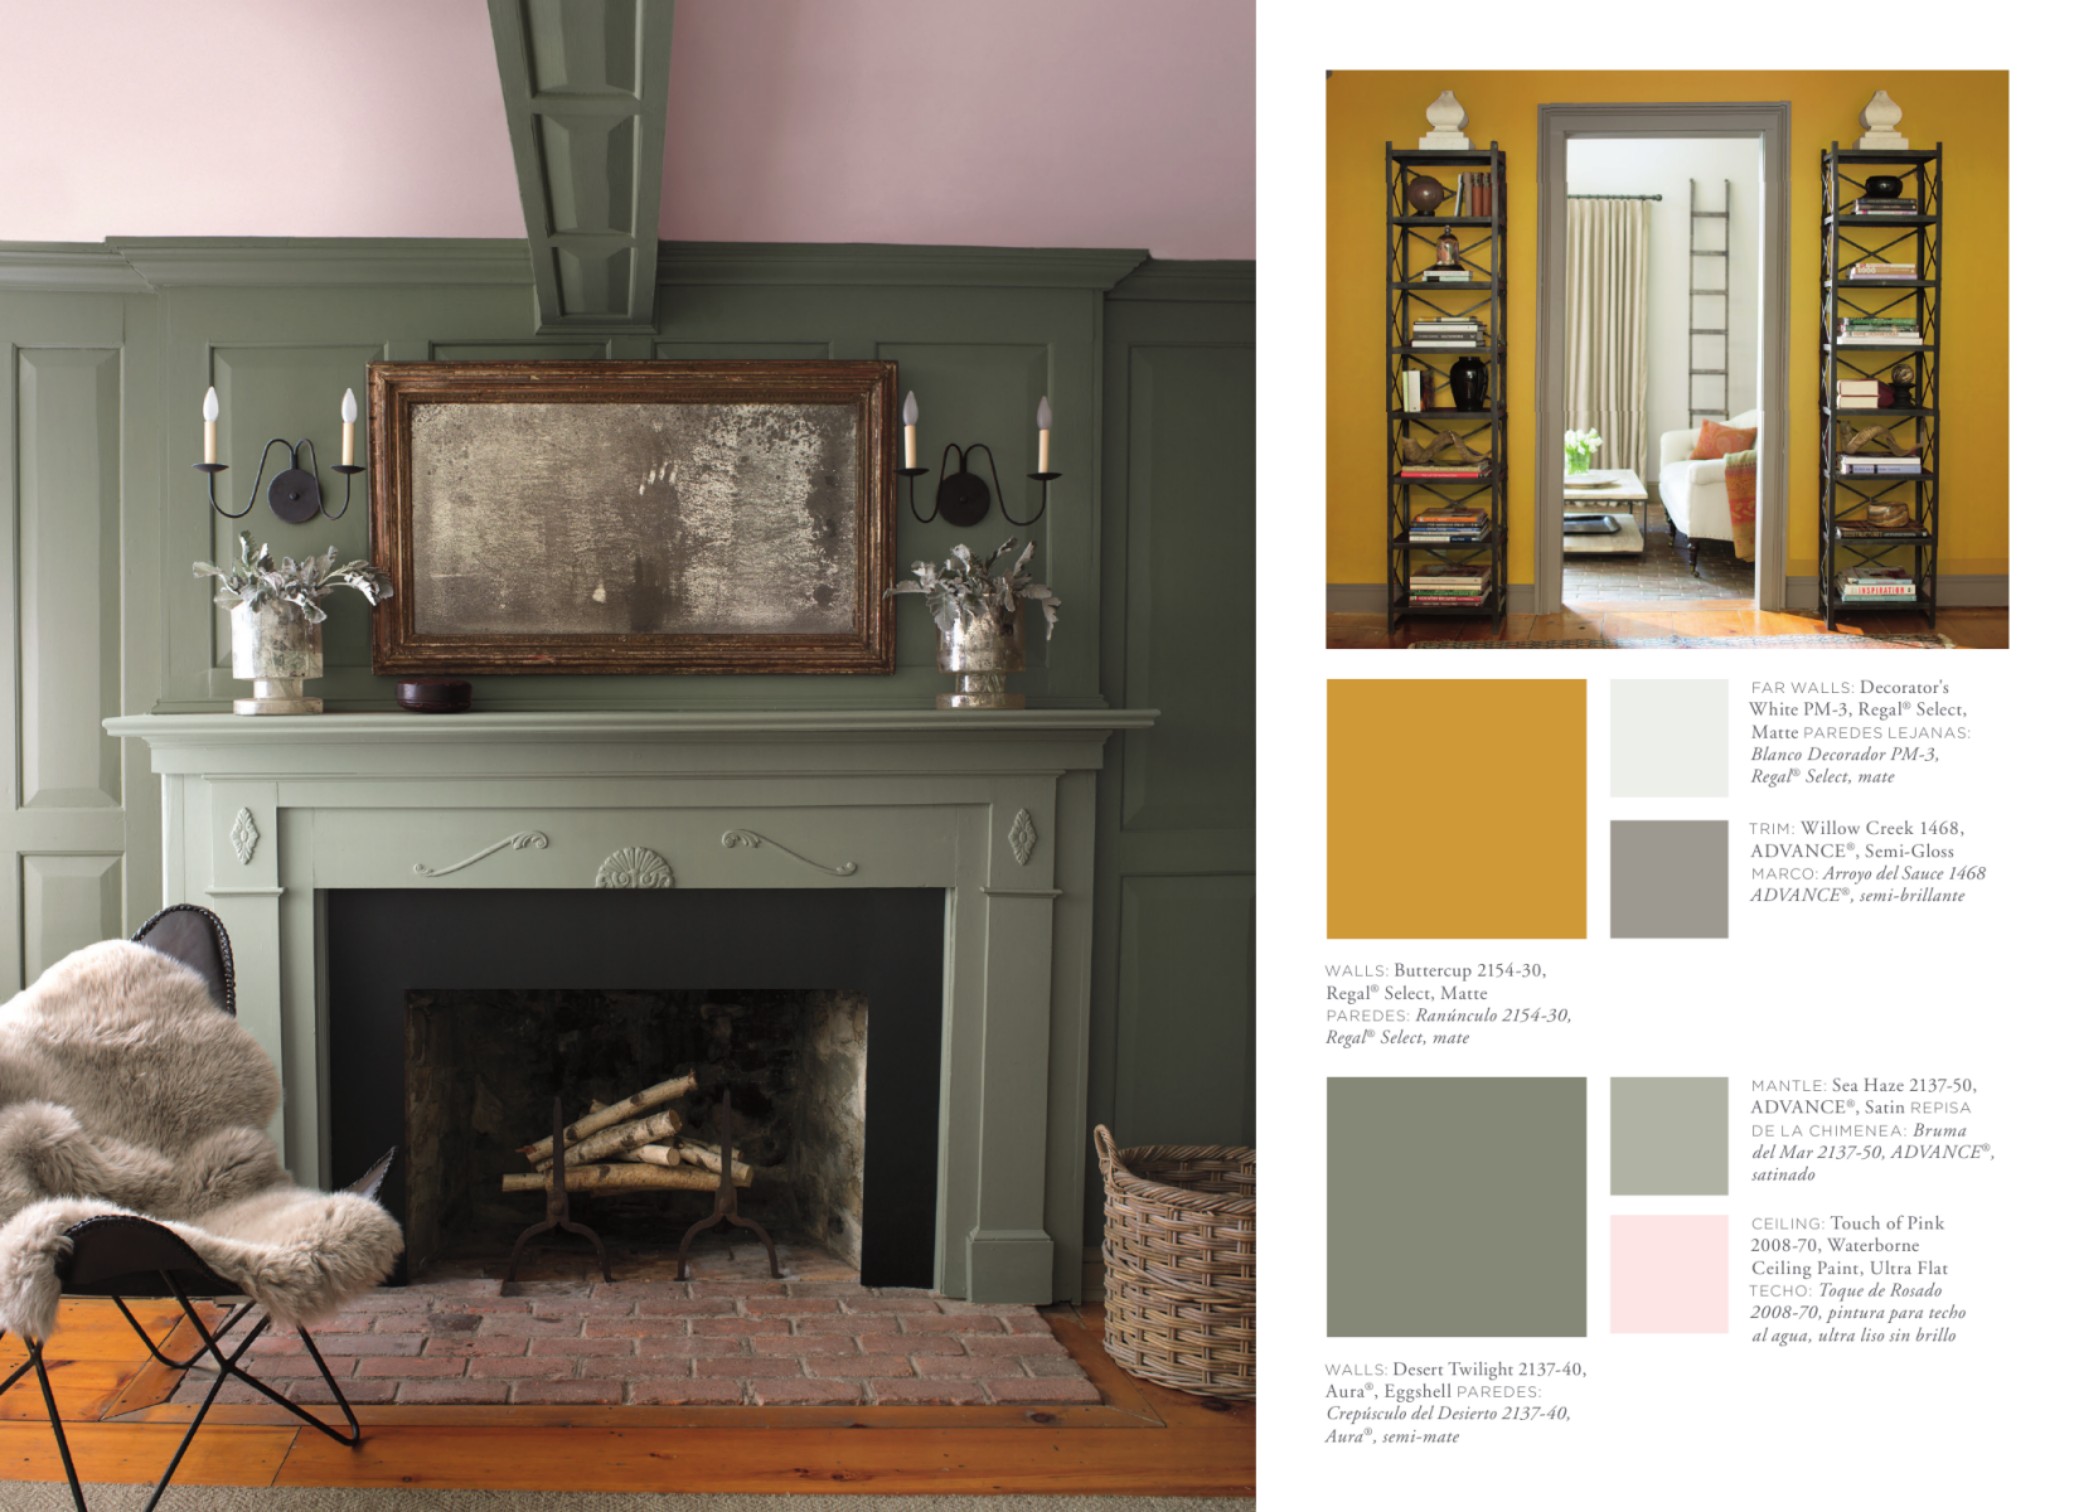 INSPIRATION
FAR WALLS: Decorator's
White PM-3, Regal® Select,
Matte PAREDES LEJANAS:
Blanco Decorador PM-3,
Regal® Select, mate
TRIM: Willow Creek 1468,
ADVANCE®, Semi-Gloss
MARCO: Arroyo del Sauce 1468
ADVANCE®, semi-brillante
WALLS: Buttercup 2154-30,
Regal® Select, Matte
PAREDES: Ranúnculo 2154-30,
Regal® Select, mate
MANTLE: Sea Haze 2137-50,
ADVANCE®, Satin REPISA
DE LA CHIMENEA: Bruma
del Mar 2137-50, ADVANCE®,
satinado
CEILING: Touch of Pink
2008-70, Waterborne
Ceiling Paint, Ultra Flat
TECHO: Toque de Rosado
2008-70, pintura para techo
al agua, ultra liso sin brillo
WALLS: Desert Twilight 2137-40,
Aura®, Eggshell PAREDES:
Crepúsculo del Desierto 2137-40,
Aura®, semi-mate